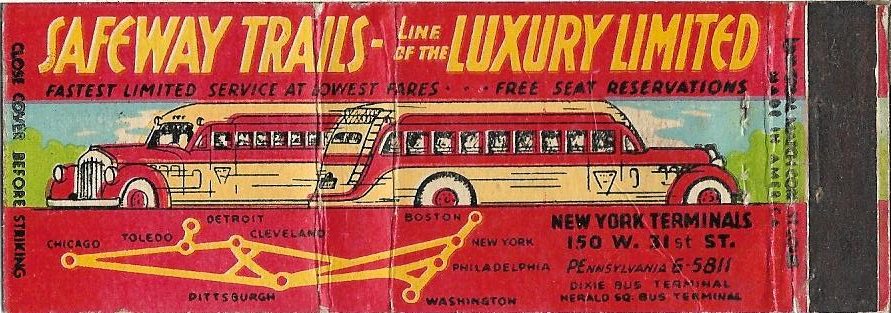 SAFEWAY TRAILS - LINE OF THE LUXURY LIMITED
FASTEST LIMITED SERVICE AT LOWEST FARES · · · FREE SEAT RESERVATIONS
CLOSE COVER BEFORE STRIKING
MADE IN AMERICA
DETROIT
BOSTON
TOLEDO
CLEVELAND
CHICAGO
NEW YORK
PHILADELPHIA
PITTSBURGH
WASHINGTON
NEW YORK TERMINALS
150 W. 31st ST.
PENNSYLVANIA 6-5811
DIXIE BUS TERMINAL
HERALD SQ. BUS TERMINAL